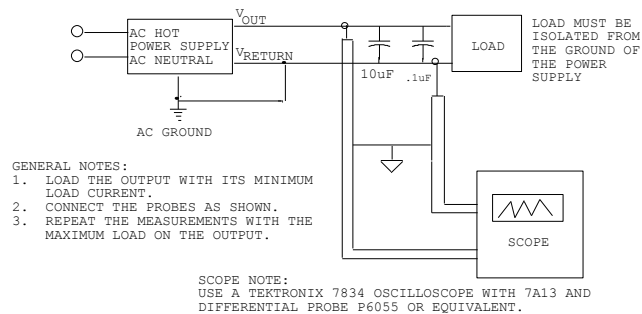 V OUT
AC HOT
POWER SUPPLY
AC NEUTRAL
V RETURN
LOAD
LOAD MUST BE
ISOLATED FROM
THE GROUND OF
THE POWER
SUPPLY
10uF
.1uF
AC GROUND
GENERAL NOTES:
1. LOAD THE OUTPUT WITH ITS MINIMUM
LOAD CURRENT.
2. CONNECT THE PROBES AS SHOWN.
3. REPEAT THE MEASUREMENTS WITH THE
MAXIMUM LOAD ON THE OUTPUT.
SCOPE
SCOPE NOTE:
USE A TEKTRONIX 7834 OSCILLOSCOPE WITH 7A13 AND
DIFFERENTIAL PROBE P6055 OR EQUIVALENT.